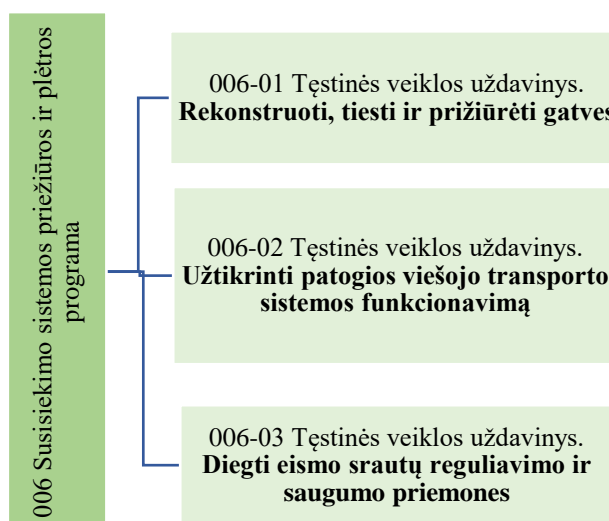 006 Susisiekimo sistemos priežiūros ir plėtros
programa
006-01 Tęstinės veiklos uždavinys.
Rekonstruoti, tiesti ir prižiūrėti gatves
006-02 Tęstinės veiklos uždavinys.
Užtikrinti patogios viešojo transporto
sistemos funkcionavimą
006-03 Tęstinės veiklos uždavinys.
Diegti eismo srautų reguliavimo ir
saugumo priemones